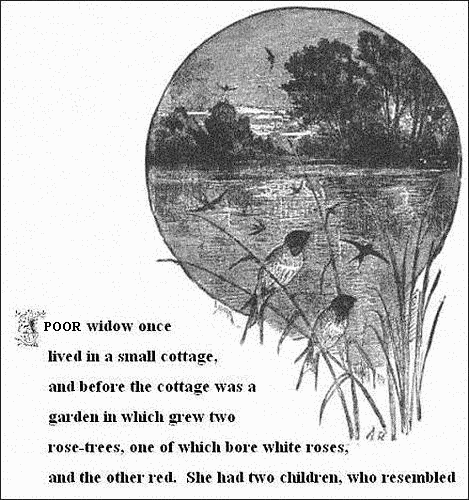 A POOR widow once
lived in a small cottage,
and before the cottage was a
garden in which grew two
rose-trees, one of which bore white roses,
and the other red. She had two children, who resembled